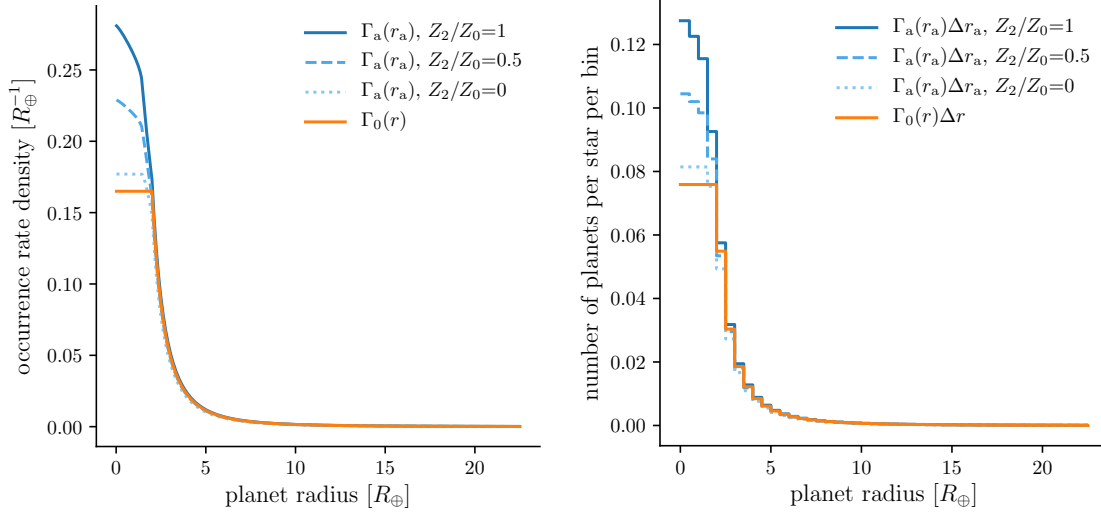 Γₐ(rₐ), Z₂/Z₀=1
Γₐ(rₐ), Z₂/Z₀=0.5
Γₐ(rₐ), Z₂/Z₀=0
Γ₀(r)
occurrence rate density [R⊕⁻¹]
0.25
0.20
0.15
0.10
0.05
0.00
0 5 10 15 20
planet radius [R⊕]
Γₐ(rₐ)Δrₐ, Z₂/Z₀=1
Γₐ(rₐ)Δrₐ, Z₂/Z₀=0.5
Γₐ(rₐ)Δrₐ, Z₂/Z₀=0
Γ₀(r)Δr
number of planets per star per bin
0.12
0.10
0.08
0.06
0.04
0.02
0.00
0 5 10 15 20
planet radius [R⊕]